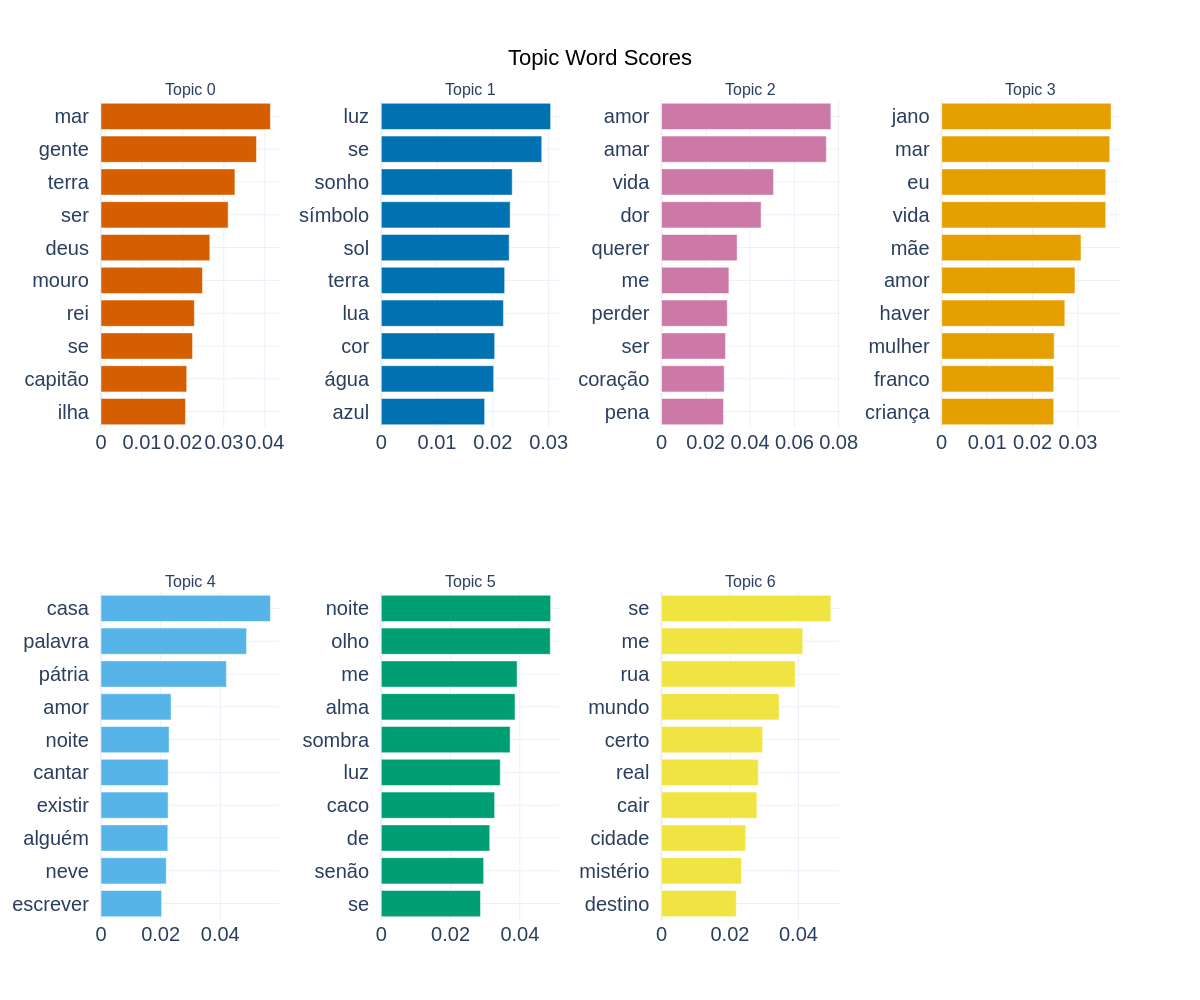 Topic Word Scores
Topic 0
mar
gente
terra
ser
deus
mouro
rei
se
capitão
ilha
0 0.01 0.02 0.03 0.04
Topic 1
luz
se
sonho
símbolo
sol
terra
lua
cor
água
azul
0 0.01 0.02 0.03
Topic 2
amor
amar
vida
dor
querer
me
perder
ser
coração
pena
0 0.02 0.04 0.06 0.08
Topic 3
jano
mar
eu
vida
mãe
amor
haver
mulher
franco
criança
0 0.01 0.02 0.03
Topic 4
casa
palavra
pátria
amor
noite
cantar
existir
alguém
neve
escrever
0 0.02 0.04
Topic 5
noite
olho
me
alma
sombra
luz
caco
de
senão
se
0 0.02 0.04
Topic 6
se
me
rua
mundo
certo
real
cair
cidade
mistério
destino
0 0.02 0.04